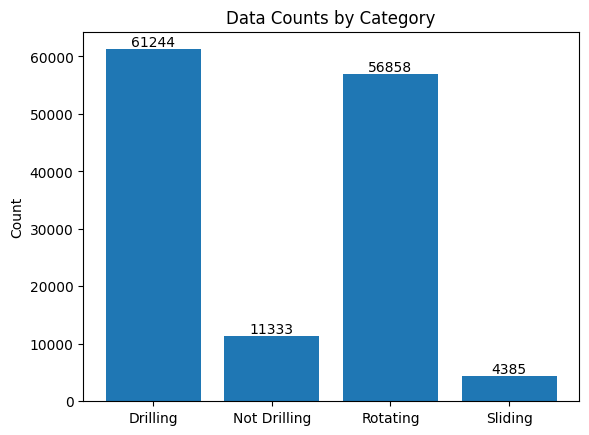 Data Counts by Category
Count
60000
50000
40000
30000
20000
10000
0
61244
11333
56858
4385
Drilling
Not Drilling
Rotating
Sliding